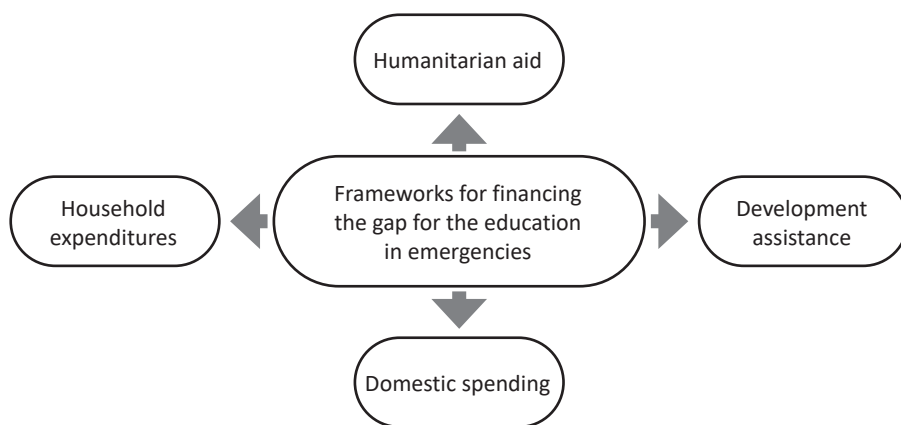 Humanitarian aid
Household
expenditures
Frameworks for financing
the gap for the education
in emergencies
Development
assistance
Domestic spending